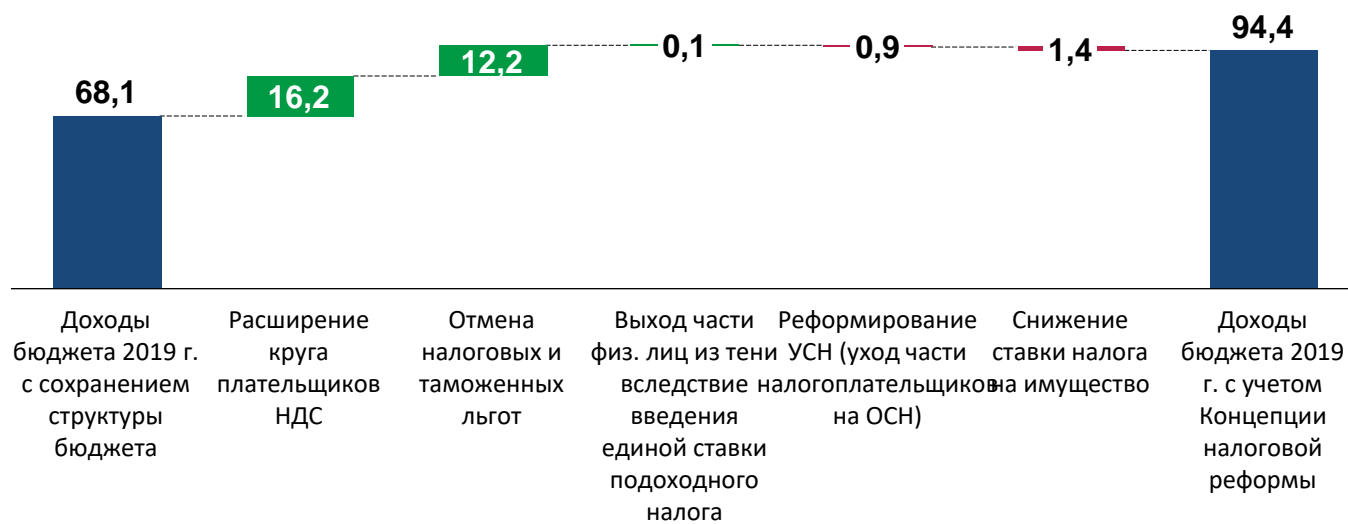 68,1
16,2
12,2
0,1
0,9
1,4
94,4
Доходы
бюджета 2019 г.
с сохранением
структуры
бюджета
Расширение
круга
плательщиков
НДС
Отмена
налоговых и
таможенных
льгот
Выход части
физ. лиц из тени
вследствие
введения
единой ставки
подоходного
налога
Реформирование
УСН (уход части
налогоплательщиков
на ОСН)
Снижение
ставки налога
на имущество
Доходы
бюджета 2019
г. с учетом
Концепции
налоговой
реформы